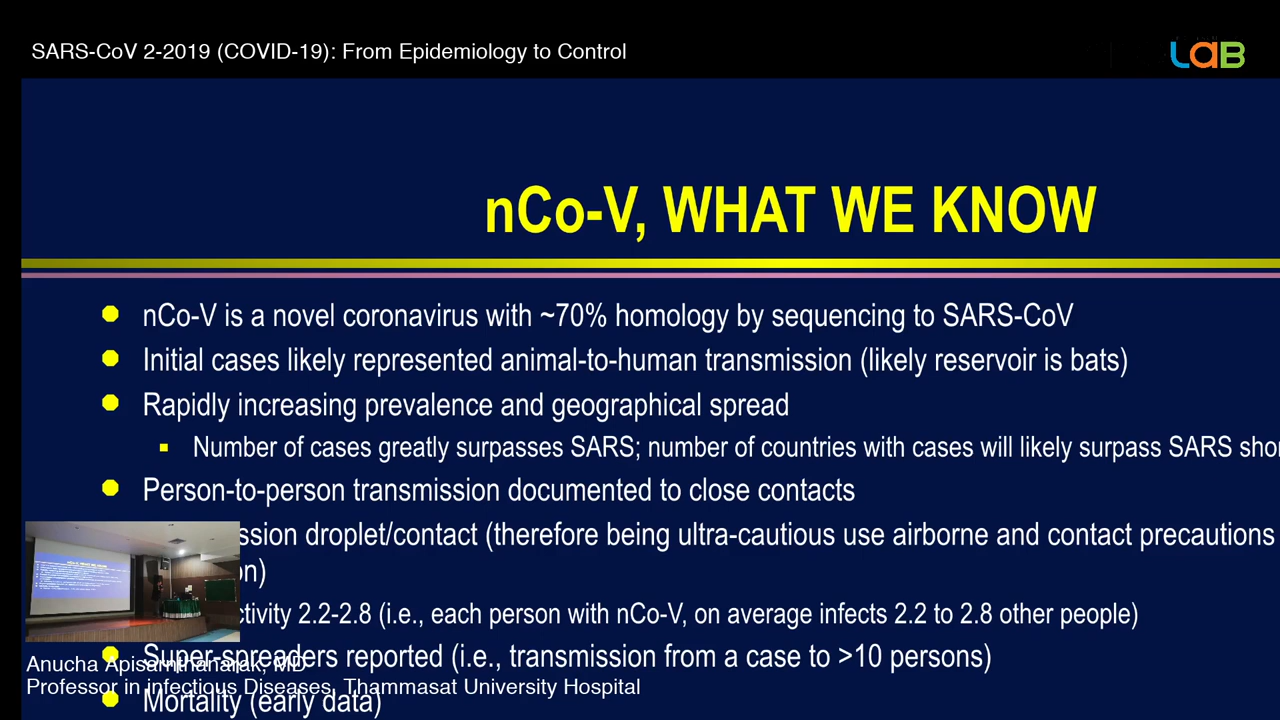 SARS-CoV 2-2019 (COVID-19): From Epidemiology to Control
LAB
nCo-V, WHAT WE KNOW
nCo-V is a novel coronavirus with ~70% homology by sequencing to SARS-CoV
Initial cases likely represented animal-to-human transmission (likely reservoir is bats)
Rapidly increasing prevalence and geographical spread
Number of cases greatly surpasses SARS; number of countries with cases will likely surpass SARS shor
Person-to-person transmission documented to close contacts
ssion droplet/contact (therefore being ultra-cautious use airborne and contact precautions
on)
ctivity 2.2-2.8 (i.e., each person with nCo-V, on average infects 2.2 to 2.8 other people)
Super-spreaders reported (i.e., transmission from a case to >10 persons)
Anucha Apisarnthanarak, MD
Professor in infectious Diseases, Thammasat University Hospital
Mortality (early data)